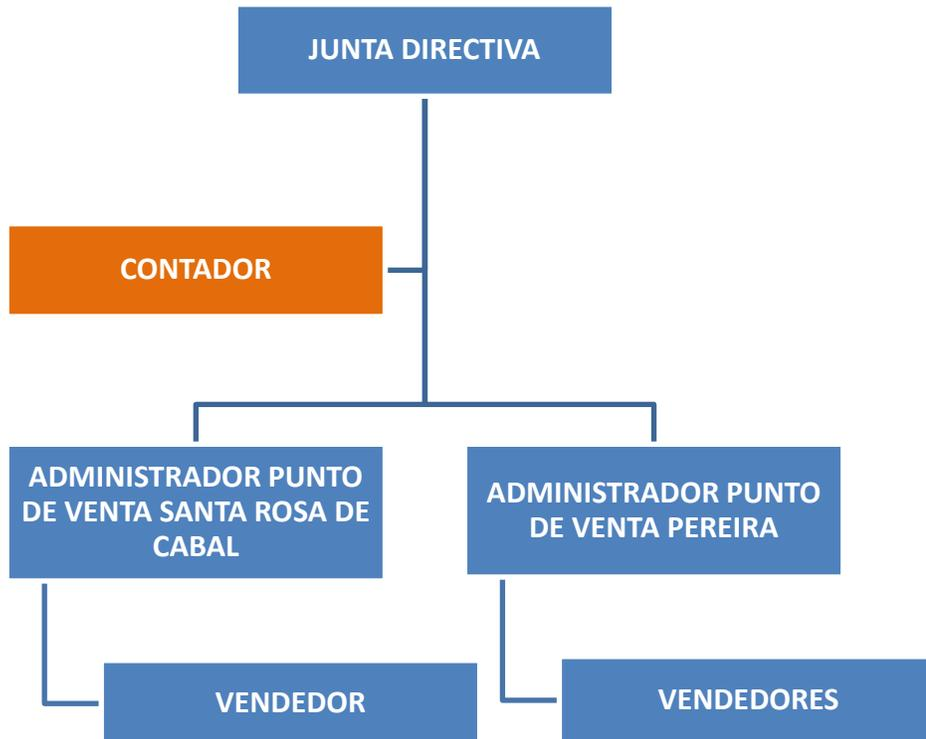 JUNTA DIRECTIVA
CONTADOR
ADMINISTRADOR PUNTO
DE VENTA SANTA ROSA DE
CABAL
ADMINISTRADOR PUNTO
DE VENTA PEREIRA
VENDEDOR
VENDEDORES